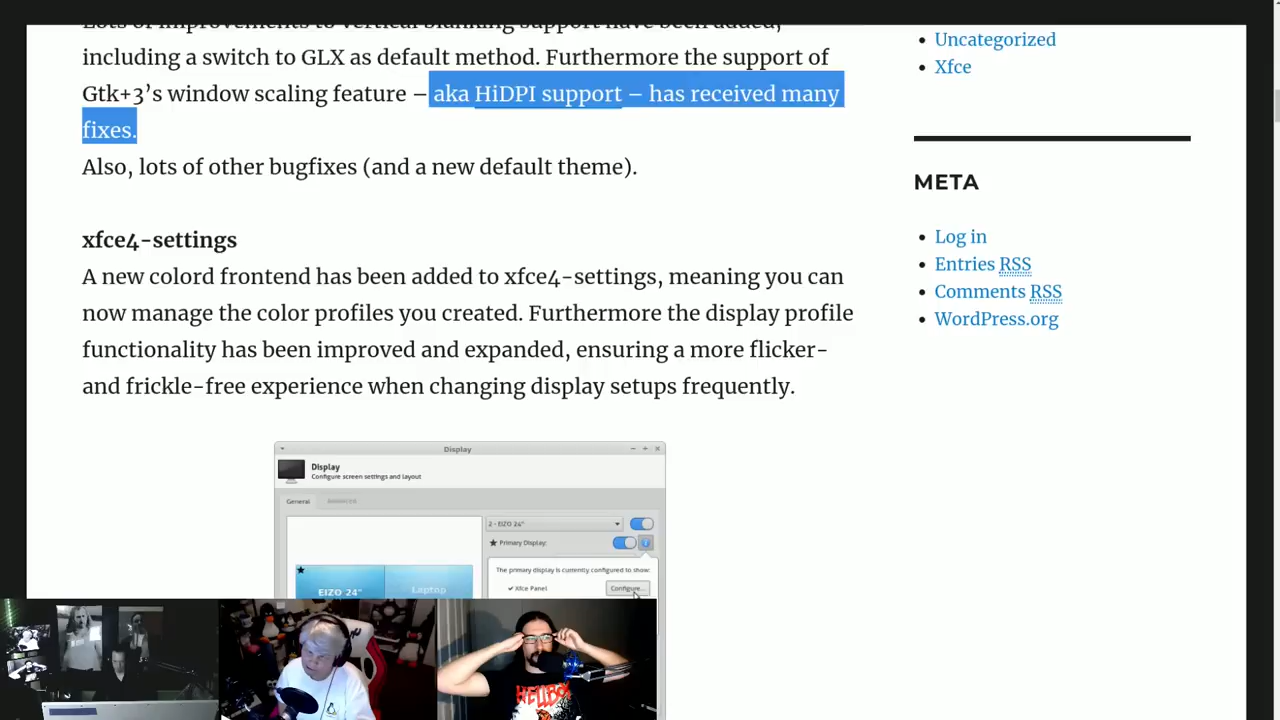 Lots of improvements to vertical blanking support have been added,
including a switch to GLX as default method. Furthermore the support of
Gtk+3’s window scaling feature – aka HiDPI support – has received many
fixes.
Also, lots of other bugfixes (and a new default theme).
xfce4-settings
A new colord frontend has been added to xfce4-settings, meaning you can
now manage the color profiles you created. Furthermore the display profile
functionality has been improved and expanded, ensuring a more flicker-
and frickle-free experience when changing display setups frequently.
Display
Display
Configure screen settings and layout
General Advanced
2 - EIZO 24"
Primary Display:
The primary display is currently configured to show:
Xfce Panel Configure...
EIZO 24" Laptop
Uncategorized
Xfce
META
Log in
Entries RSS
Comments RSS
WordPress.org